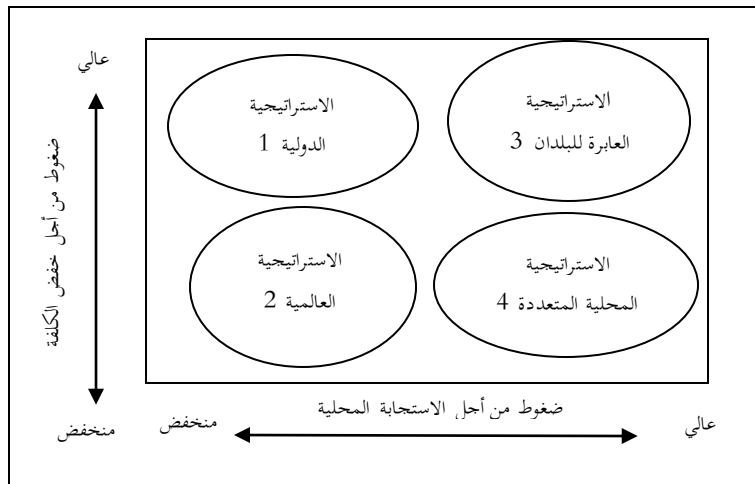 عالي
ضغوط من أجل خفض الكلفة
منخفض
الاستراتيجية
العابرة للبلدان 3
الاستراتيجية
الدولية 1
الاستراتيجية
المحلية المتعددة 4
الاستراتيجية
العالمية 2
ضغوط من أجل الاستجابة المحلية
عالي
منخفض